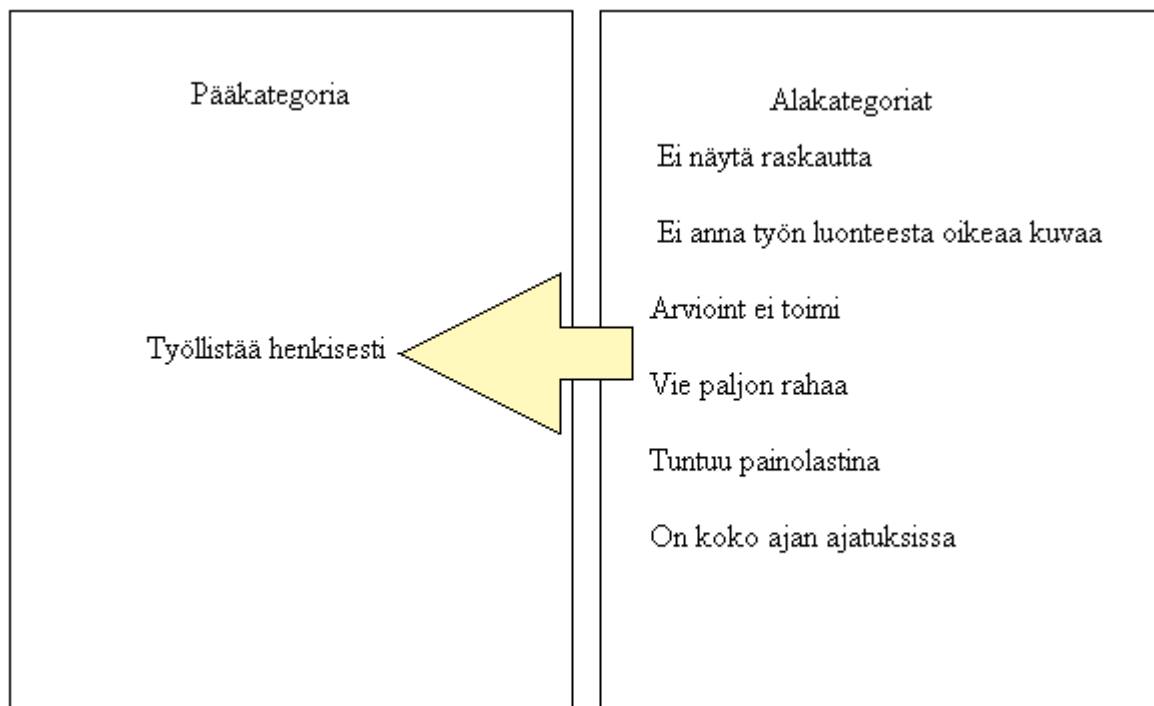 Pääkategoria
Työllistää henkisesti
Alakategoriat
Ei näytä raskautta
Ei anna työn luonteesta oikeaa kuvaa
Arvioint ei toimi
Vie paljon rahaa
Tuntuu painolastina
On koko ajan ajatuksissa